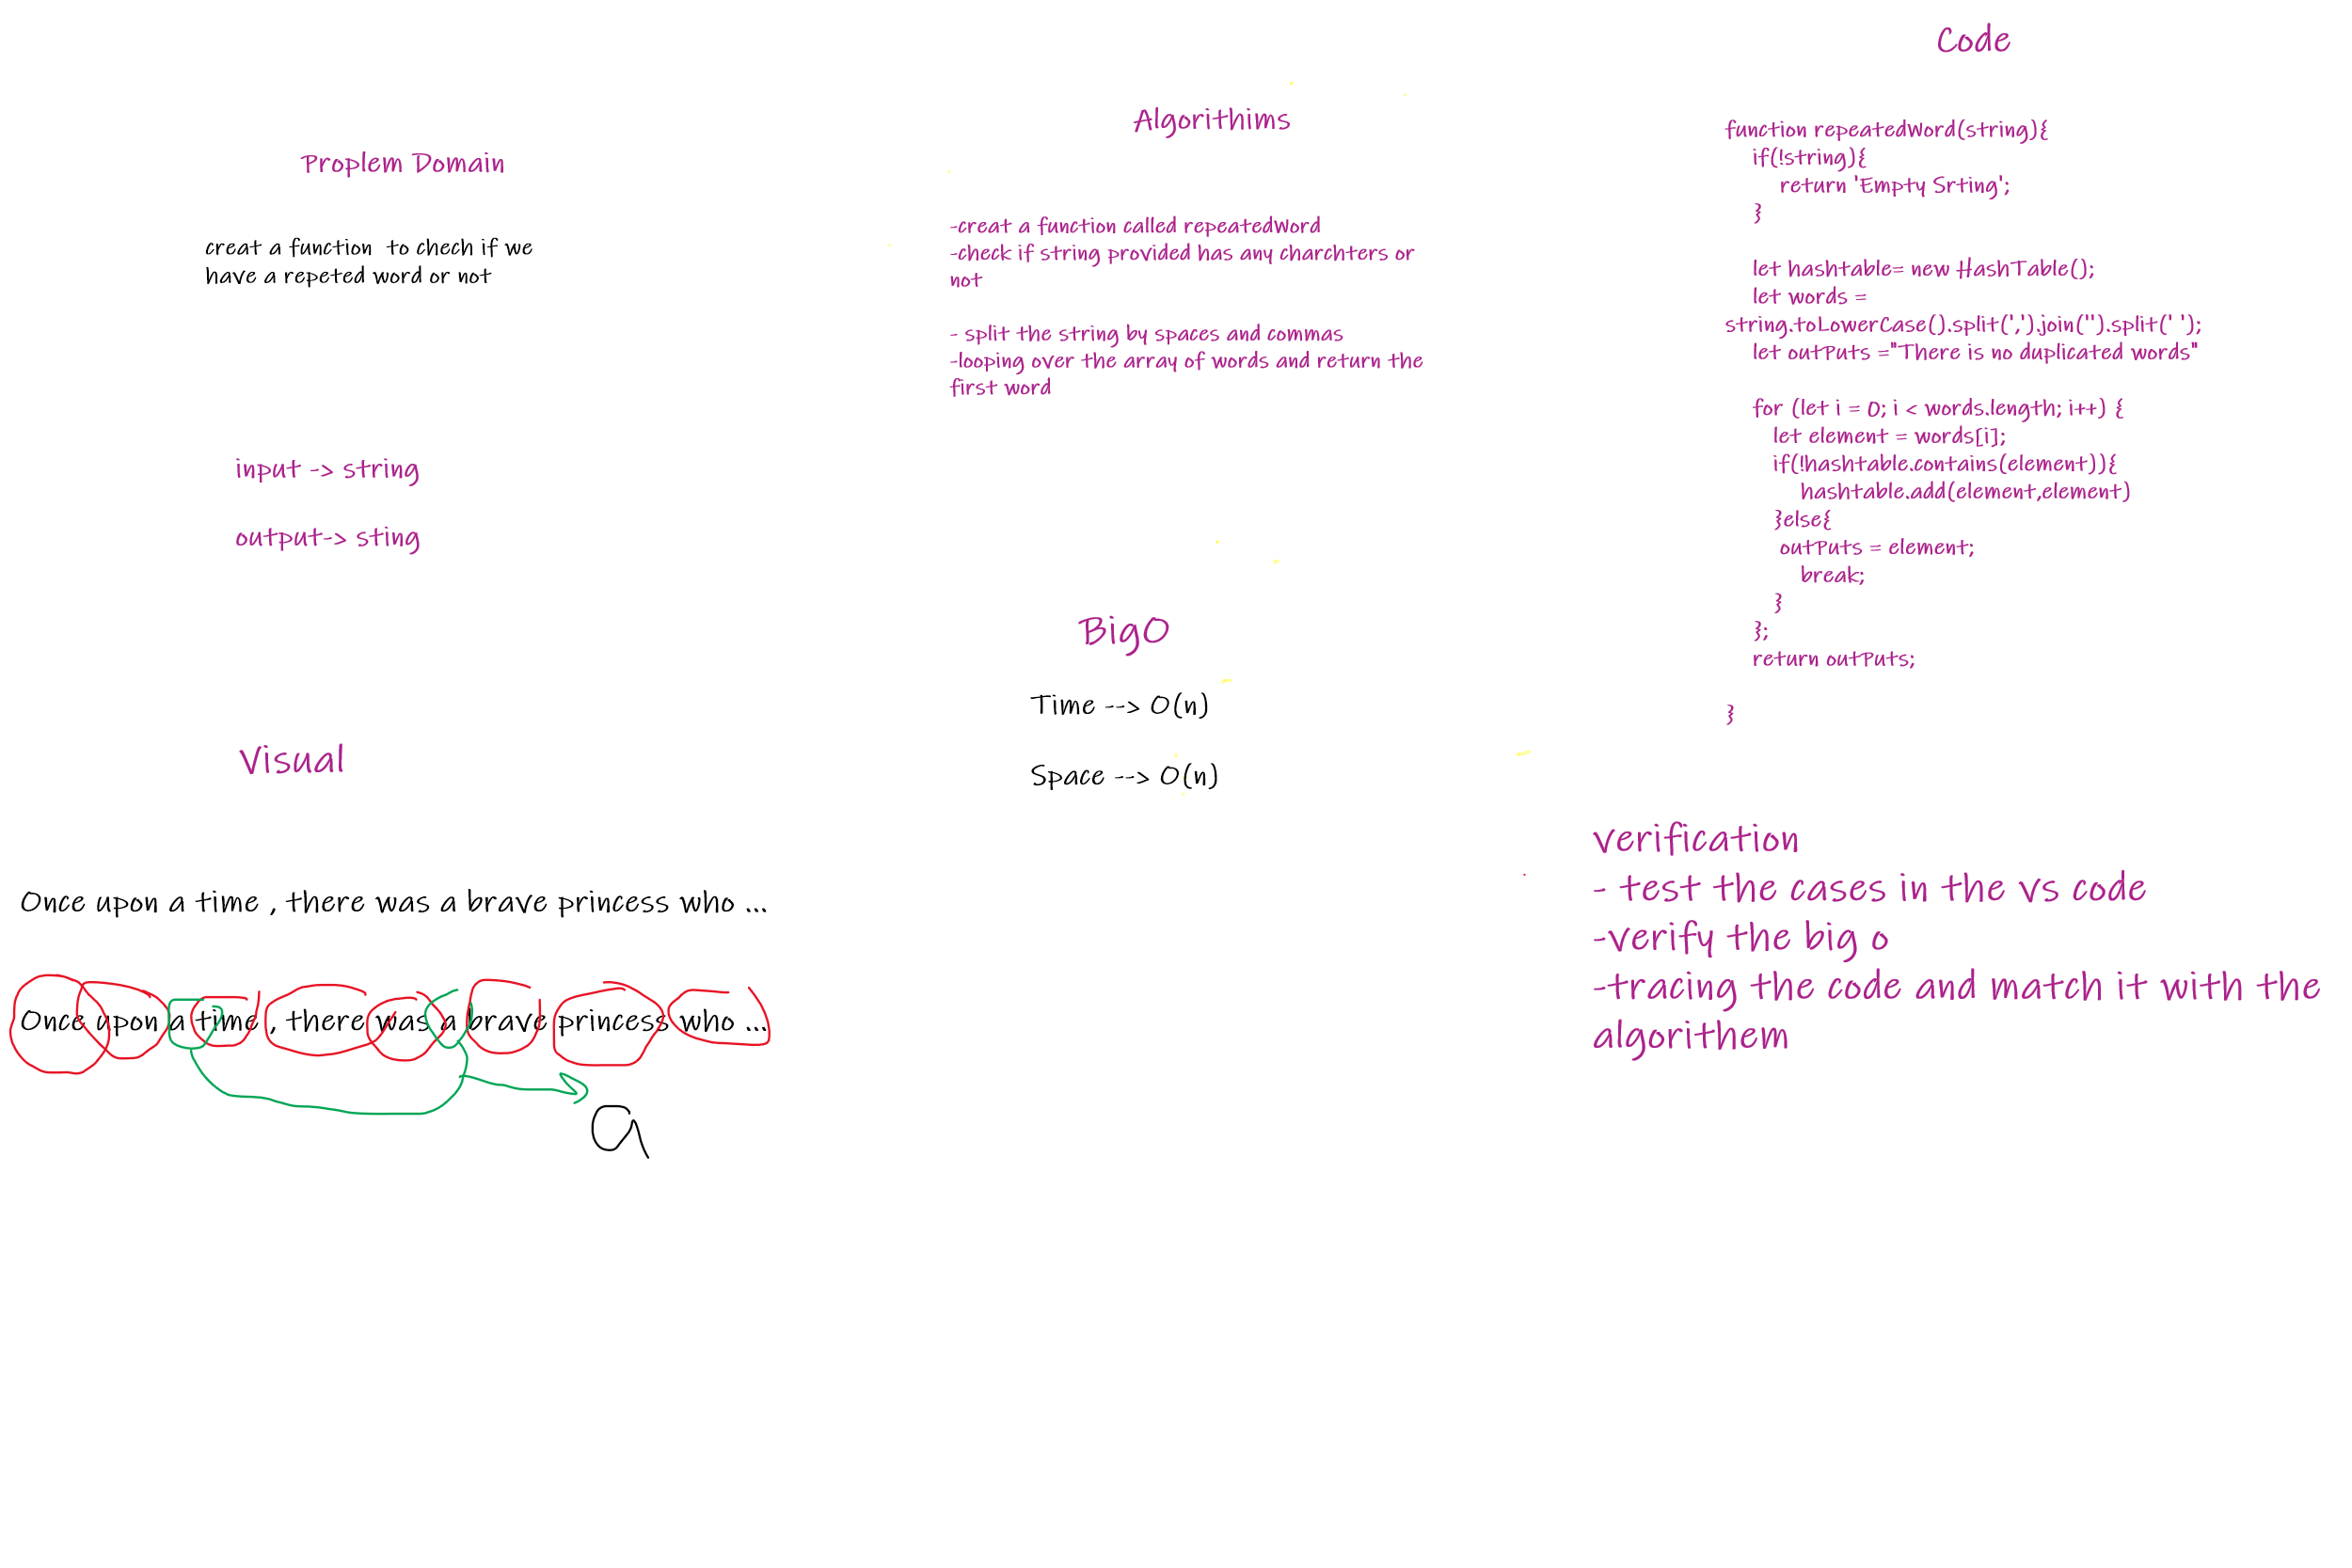 Proplem Domain
creat a function  to chech if we
have a repeted word or not
input -> string
output-> sting
Visual
Once upon a time , there was a brave princess who ...
Once upon a time , there was a brave princess who ...
a
Algorithims
-creat a function called repeatedWord
-check if string provided has any charchters or
not
- split the string by spaces and commas
-looping over the array of words and return the
first word
BigO
Time --> O(n)
Space --> O(n)
Code
function repeatedWord(string){
if(!string){
return 'Empty Srting';
}
let hashtable= new HashTable();
let words =
string.toLowerCase().split(',').join('').split(' ');
let outPuts ="There is no duplicated words"
for (let i = 0; i < words.length; i++) {
let element = words[i];
if(!hashtable.contains(element)){
hashtable.add(element,element)
}else{
outPuts = element;
break;
}
};
return outPuts;
}
verification
- test the cases in the vs code
-verify the big o
-tracing the code and match it with the
algorithem